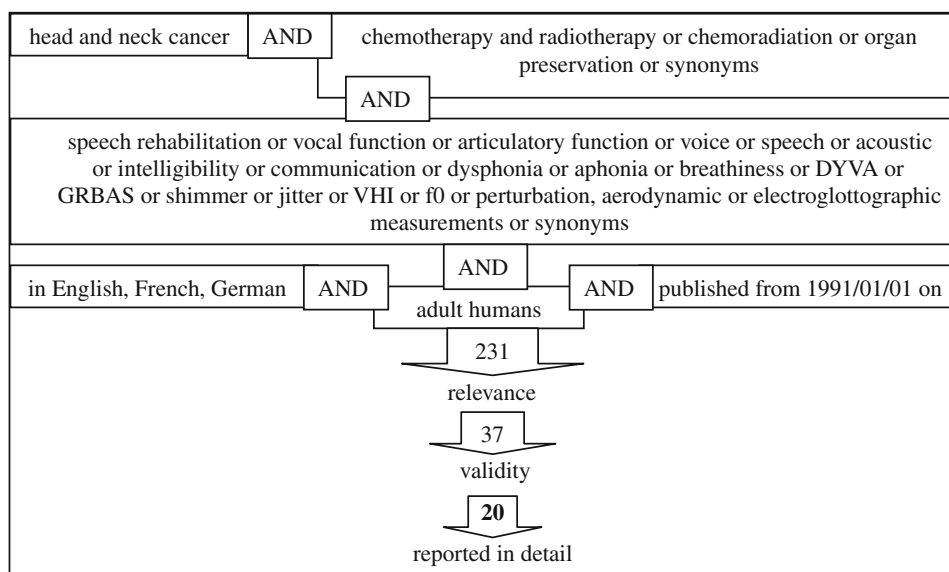 head and neck cancer AND chemotherapy and radiotherapy or chemoradiation or organ
preservation or synonyms
AND
speech rehabilitation or vocal function or articulatory function or voice or speech or acoustic
or intelligibility or communication or dysphonia or aphonia or breathiness or DYVA or
GRBAS or shimmer or jitter or VHI or f0 or perturbation, aerodynamic or electroglottographic
measurements or synonyms
AND
in English, French, German AND adult humans AND published from 1991/01/01 on
231
relevance
37
validity
20
reported in detail